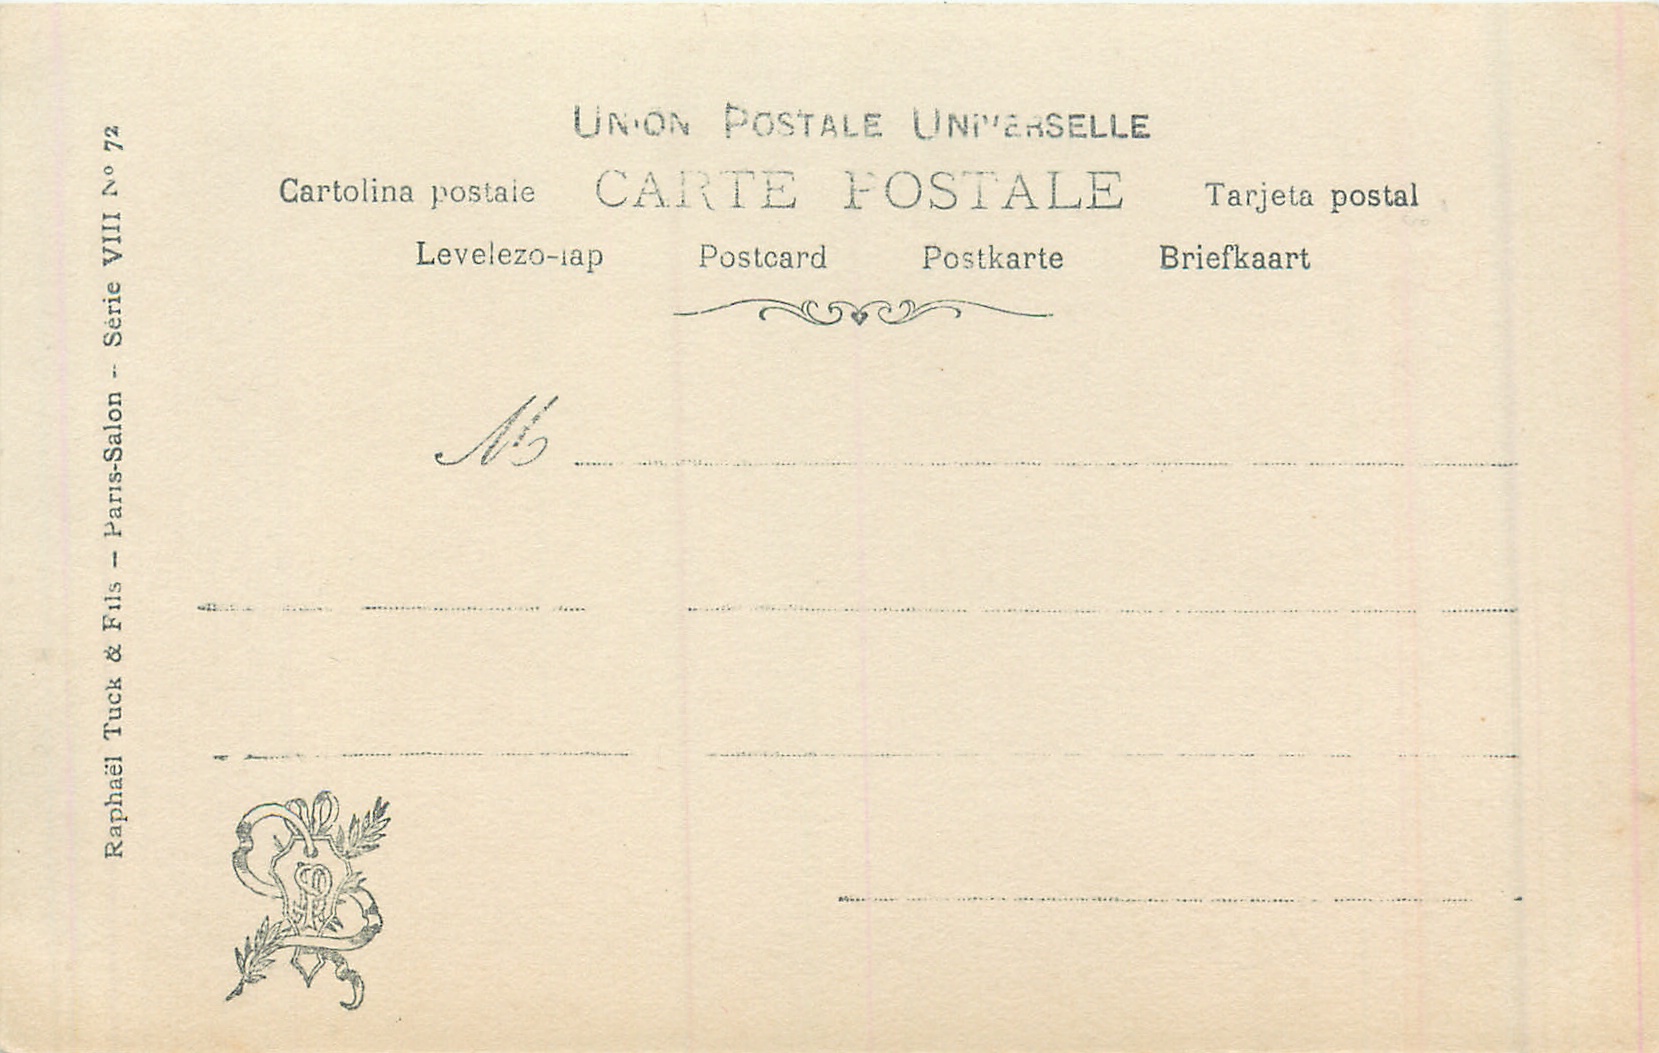 UNION POSTALE UNIVERSELLE
Cartolina postale CARTE POSTALE Tarjeta postal
Levelezo-lap Postcard Postkarte Briefkaart
M
Raphaël Tuck & Fils — Paris-Salon -- Série VIII N° 72